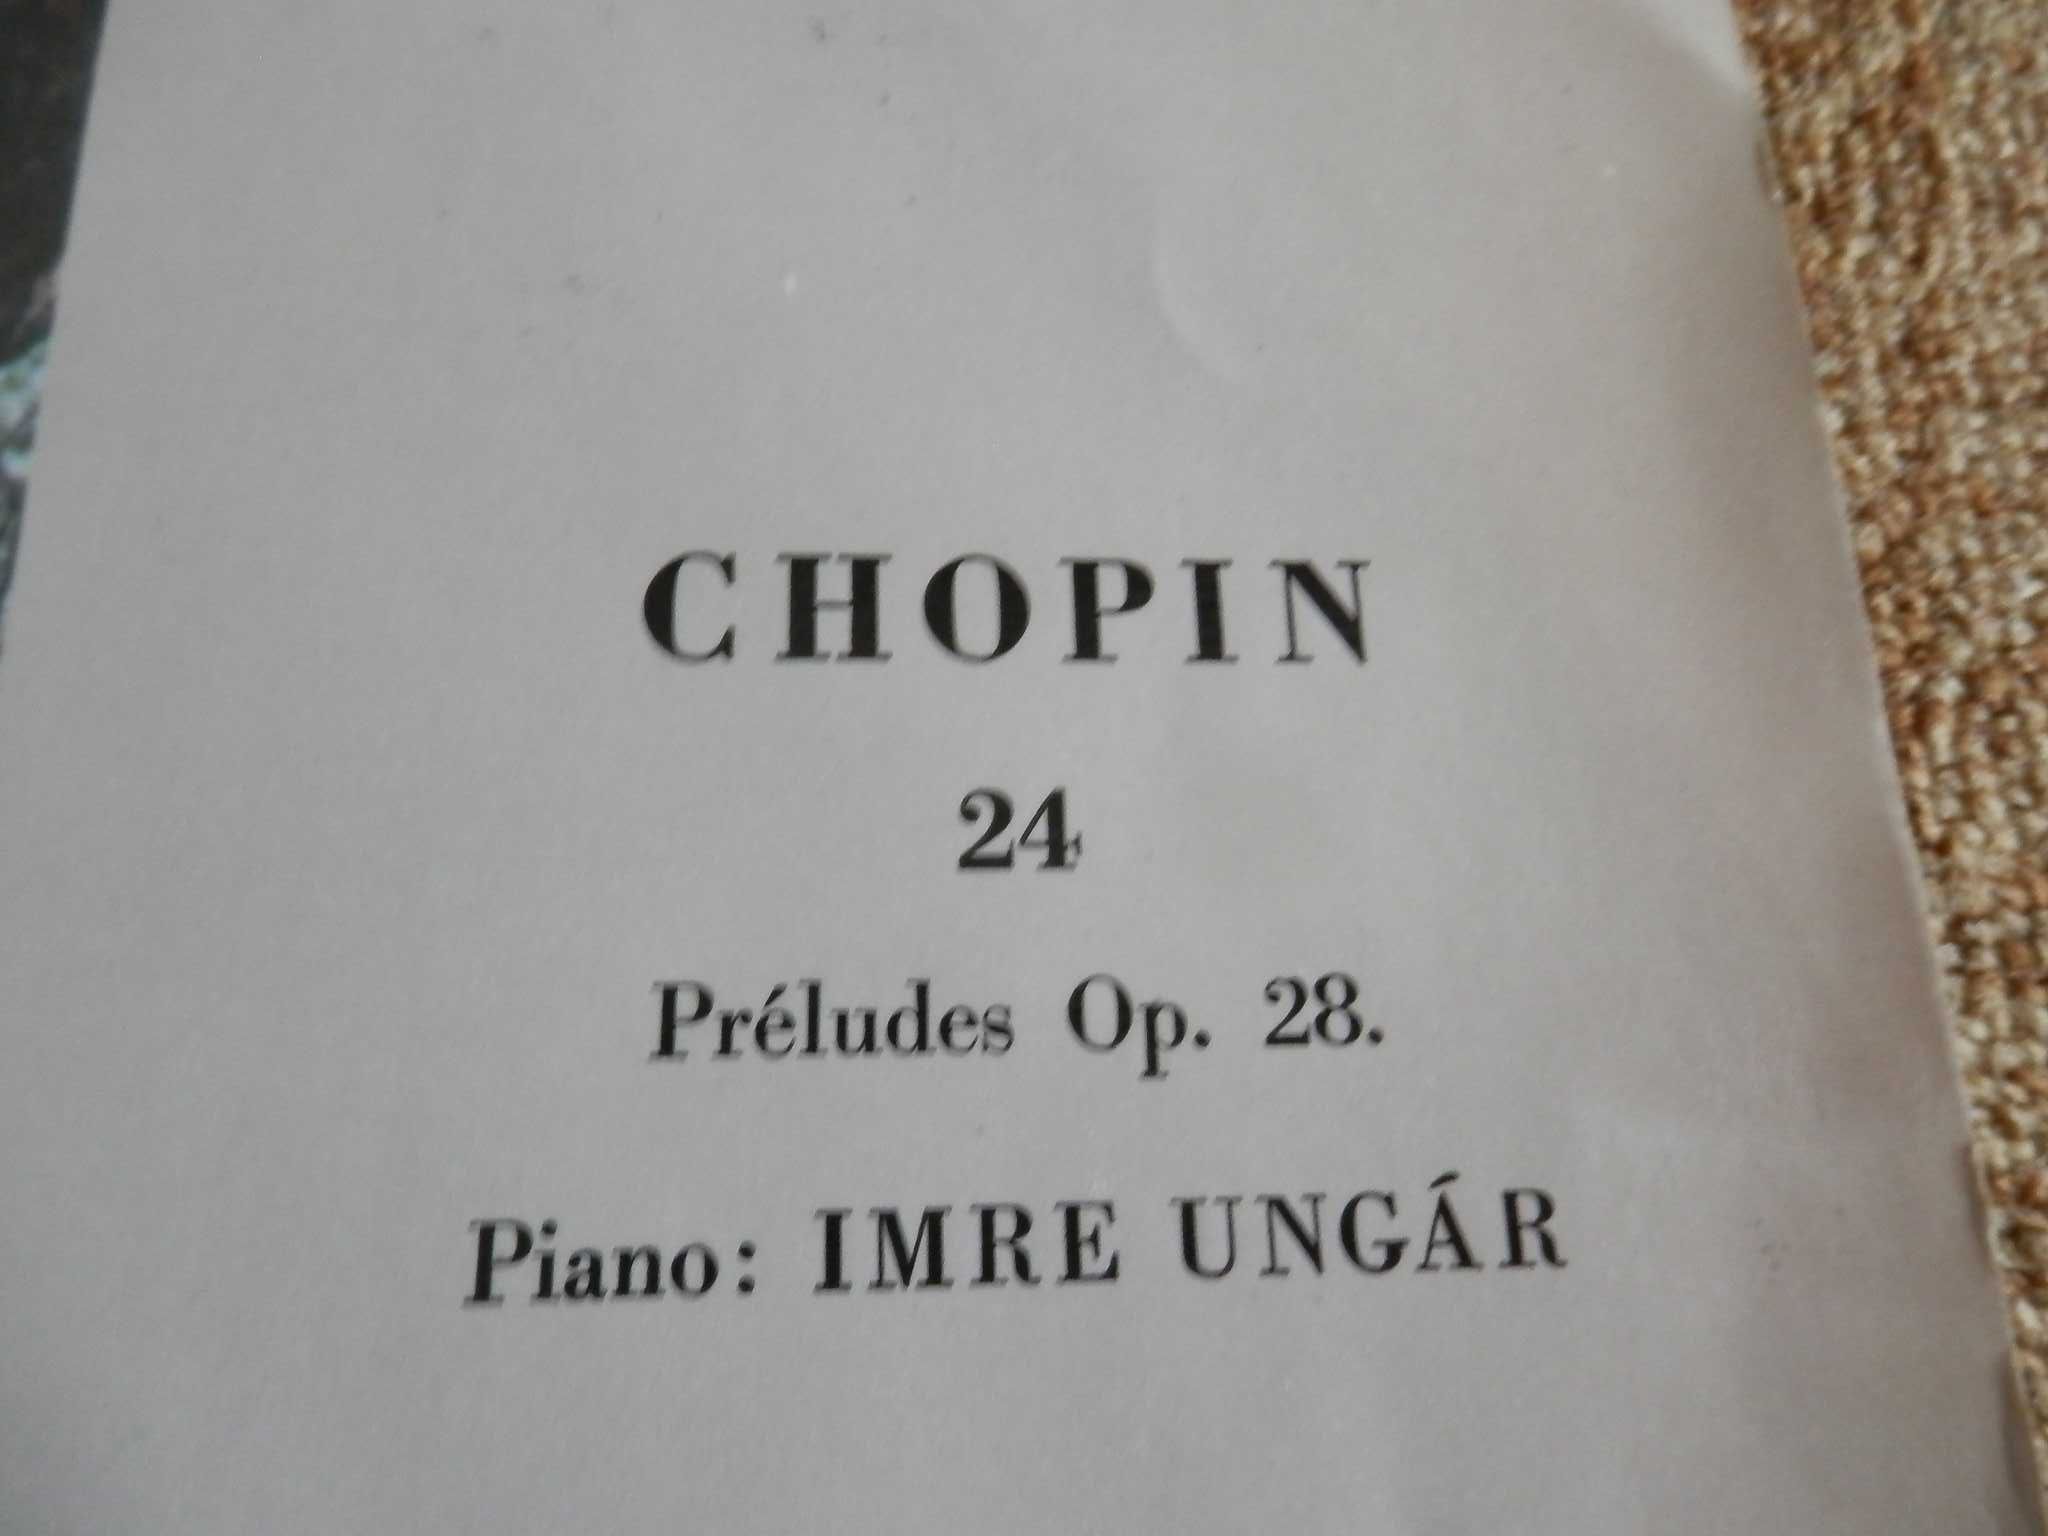 CHOPIN
24
Préludes Op. 28.
Piano: IMRE UNGÁR